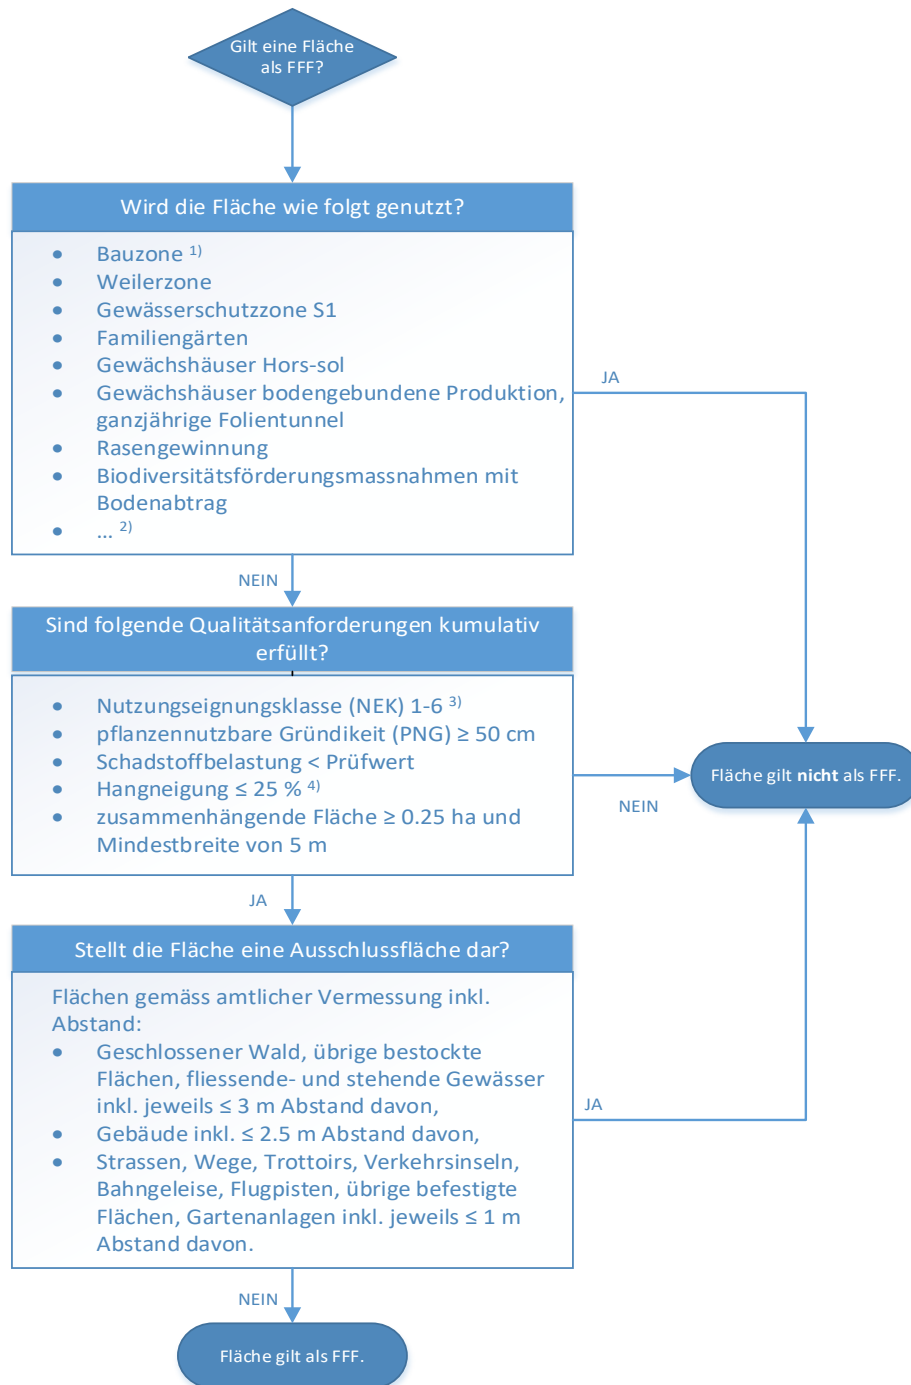 Gilt eine Fläche
als FFF?
Wird die Fläche wie folgt genutzt?
• Bauzone ¹⁾
• Weilerzone
• Gewässerschutzzone S1
• Familiengärten
• Gewächshäuser Hors-sol
• Gewächshäuser bodengebundene Produktion,
ganzjährige Folientunnel
• Rasengewinnung
• Biodiversitätsförderungsmassnahmen mit
Bodenabtrag
• ... ²⁾
JA
NEIN
Sind folgende Qualitätsanforderungen kumulativ
erfüllt?
• Nutzungseignungsklasse (NEK) 1-6 ³⁾
• pflanzennutzbare Gründikeit (PNG) ≥ 50 cm
• Schadstoffbelastung < Prüfwert
• Hangneigung ≤ 25 % ⁴⁾
• zusammenhängende Fläche ≥ 0.25 ha und
Mindestbreite von 5 m
NEIN
Fläche gilt nicht als FFF.
JA
Stellt die Fläche eine Ausschlussfläche dar?
Flächen gemäss amtlicher Vermessung inkl.
Abstand:
• Geschlossener Wald, übrige bestockte
Flächen, fliessende- und stehende Gewässer
inkl. jeweils ≤ 3 m Abstand davon,
• Gebäude inkl. ≤ 2.5 m Abstand davon,
• Strassen, Wege, Trottoirs, Verkehrsinseln,
Bahngeleise, Flugpisten, übrige befestigte
Flächen, Gartenanlagen inkl. jeweils ≤ 1 m
Abstand davon.
JA
NEIN
Fläche gilt als FFF.